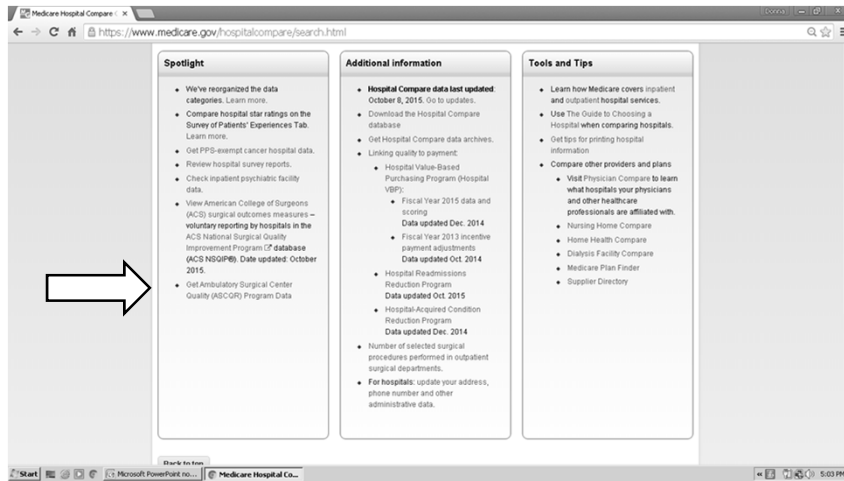 Medicare Hospital Compare
Donna
https://www.medicare.gov/hospitalcompare/search.html
Spotlight
We've reorganized the data
categories. Learn more.
Compare hospital star ratings on the
Survey of Patients' Experiences Tab.
Learn more.
Get PPS-exempt cancer hospital data.
Review hospital survey reports.
Check inpatient psychiatric facility
data.
View American College of Surgeons
(ACS) surgical outcomes measures –
voluntary reporting by hospitals in the
ACS National Surgical Quality
Improvement Program database
(ACS NSQIP®). Date updated: October
2015.
Get Ambulatory Surgical Center
Quality (ASCQR) Program Data
Additional information
Hospital Compare data last updated:
October 8, 2015. Go to updates.
Download the Hospital Compare
database
Get Hospital Compare data archives.
Linking quality to payment:
Hospital Value-Based
Purchasing Program (Hospital
VBP):
Fiscal Year 2015 data and
scoring
Data updated Dec. 2014
Fiscal Year 2013 incentive
payment adjustments
Data updated Oct. 2014
Hospital Readmissions
Reduction Program
Data updated Oct. 2015
Hospital-Acquired Condition
Reduction Program
Data updated Dec. 2014
Number of selected surgical
procedures performed in outpatient
surgical departments.
For hospitals: update your address,
phone number and other
administrative data.
Tools and Tips
Learn how Medicare covers inpatient
and outpatient hospital services.
Use The Guide to Choosing a
Hospital when comparing hospitals.
Get tips for printing hospital
information
Compare other providers and plans
Visit Physician Compare to learn
what hospitals your physicians
and other healthcare
professionals are affiliated with.
Nursing Home Compare
Home Health Compare
Dialysis Facility Compare
Medicare Plan Finder
Supplier Directory
Back to top
Start
Microsoft PowerPoint no...
Medicare Hospital Co...
5:03 PM